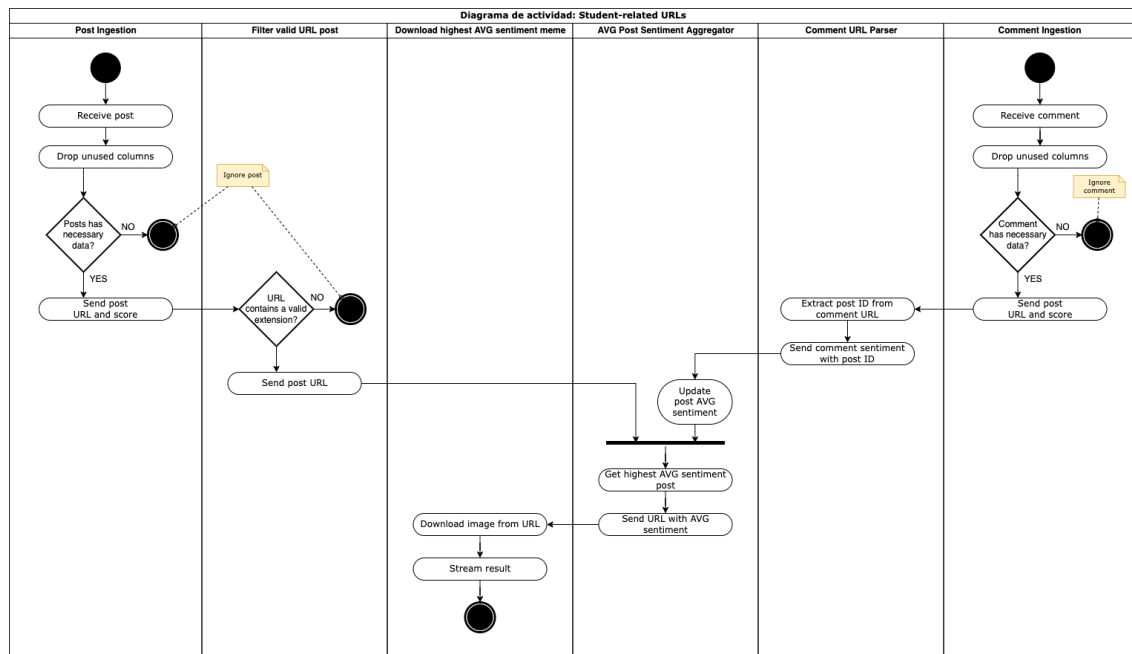 Diagrama de actividad: Student-related URLs
Post Ingestion
Filter valid URL post
Download highest AVG sentiment meme
AVG Post Sentiment Aggregator
Comment URL Parser
Comment Ingestion
Receive post
Drop unused columns
Ignore post
Posts has
necessary
data?
NO
YES
Send post
URL and score
URL
contains a valid
extension?
NO
Send post URL
Receive comment
Drop unused columns
Ignore
comment
Comment
has necessary
data?
NO
YES
Send post
URL and score
Extract post ID from
comment URL
Send comment sentiment
with post ID
Update
post AVG
sentiment
Get highest AVG sentiment
post
Send URL with AVG
sentiment
Download image from URL
Stream result